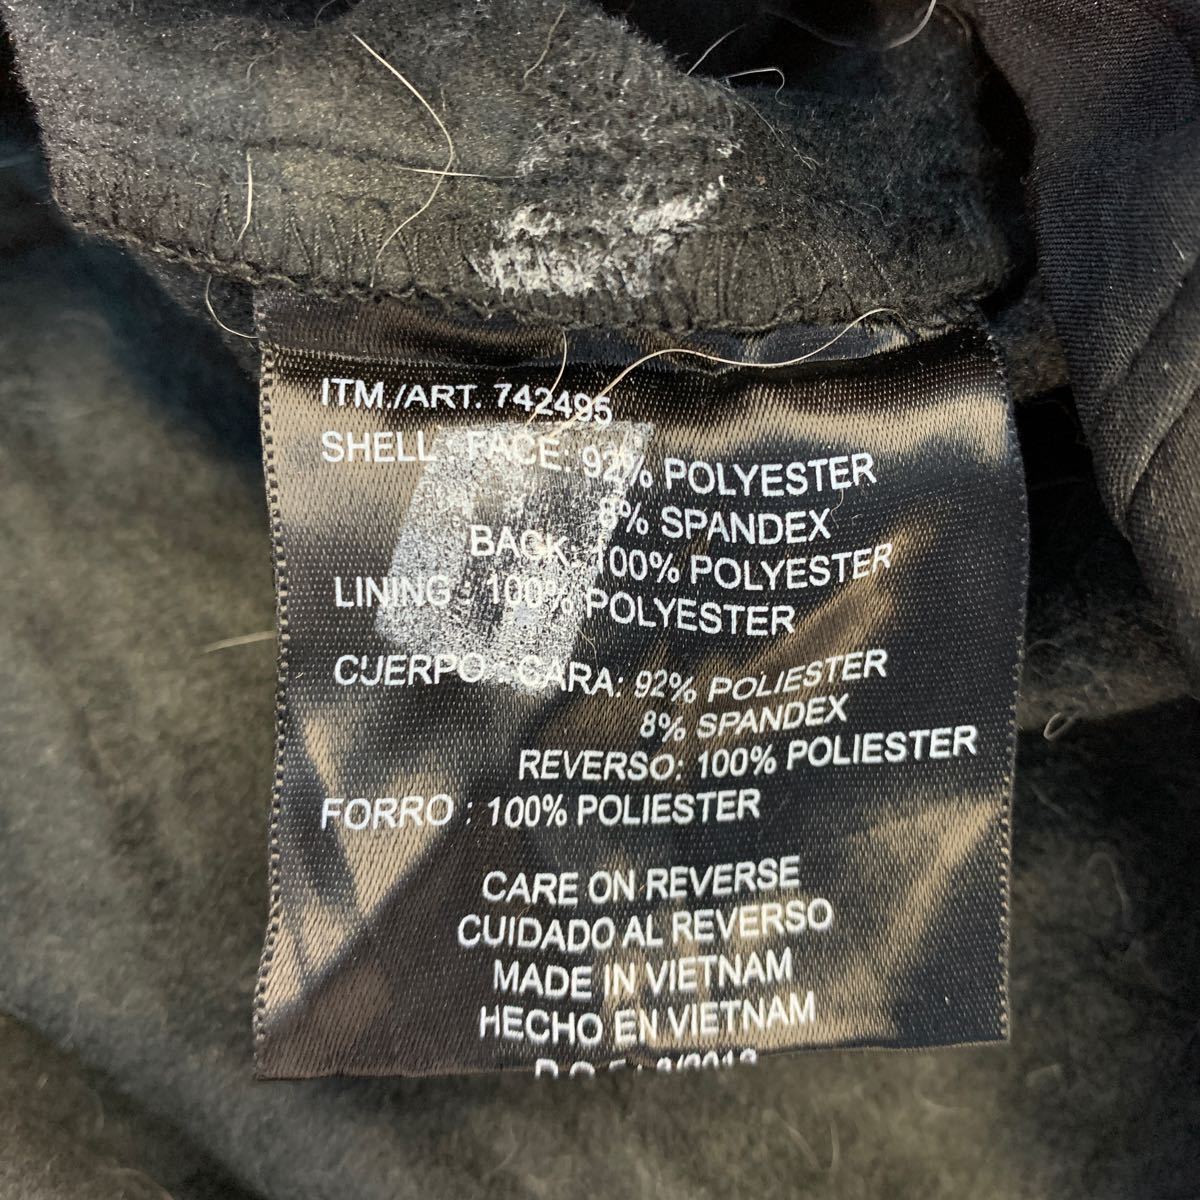 ITM./ART. 742495
SHELL : FACE: 92% POLYESTER
8% SPANDEX
BACK: 100% POLYESTER
LINING : 100% POLYESTER
CUERPO : CARA: 92% POLIESTER
8% SPANDEX
REVERSO: 100% POLIESTER
FORRO : 100% POLIESTER
CARE ON REVERSE
CUIDADO AL REVERSO
MADE IN VIETNAM
HECHO EN VIETNAM